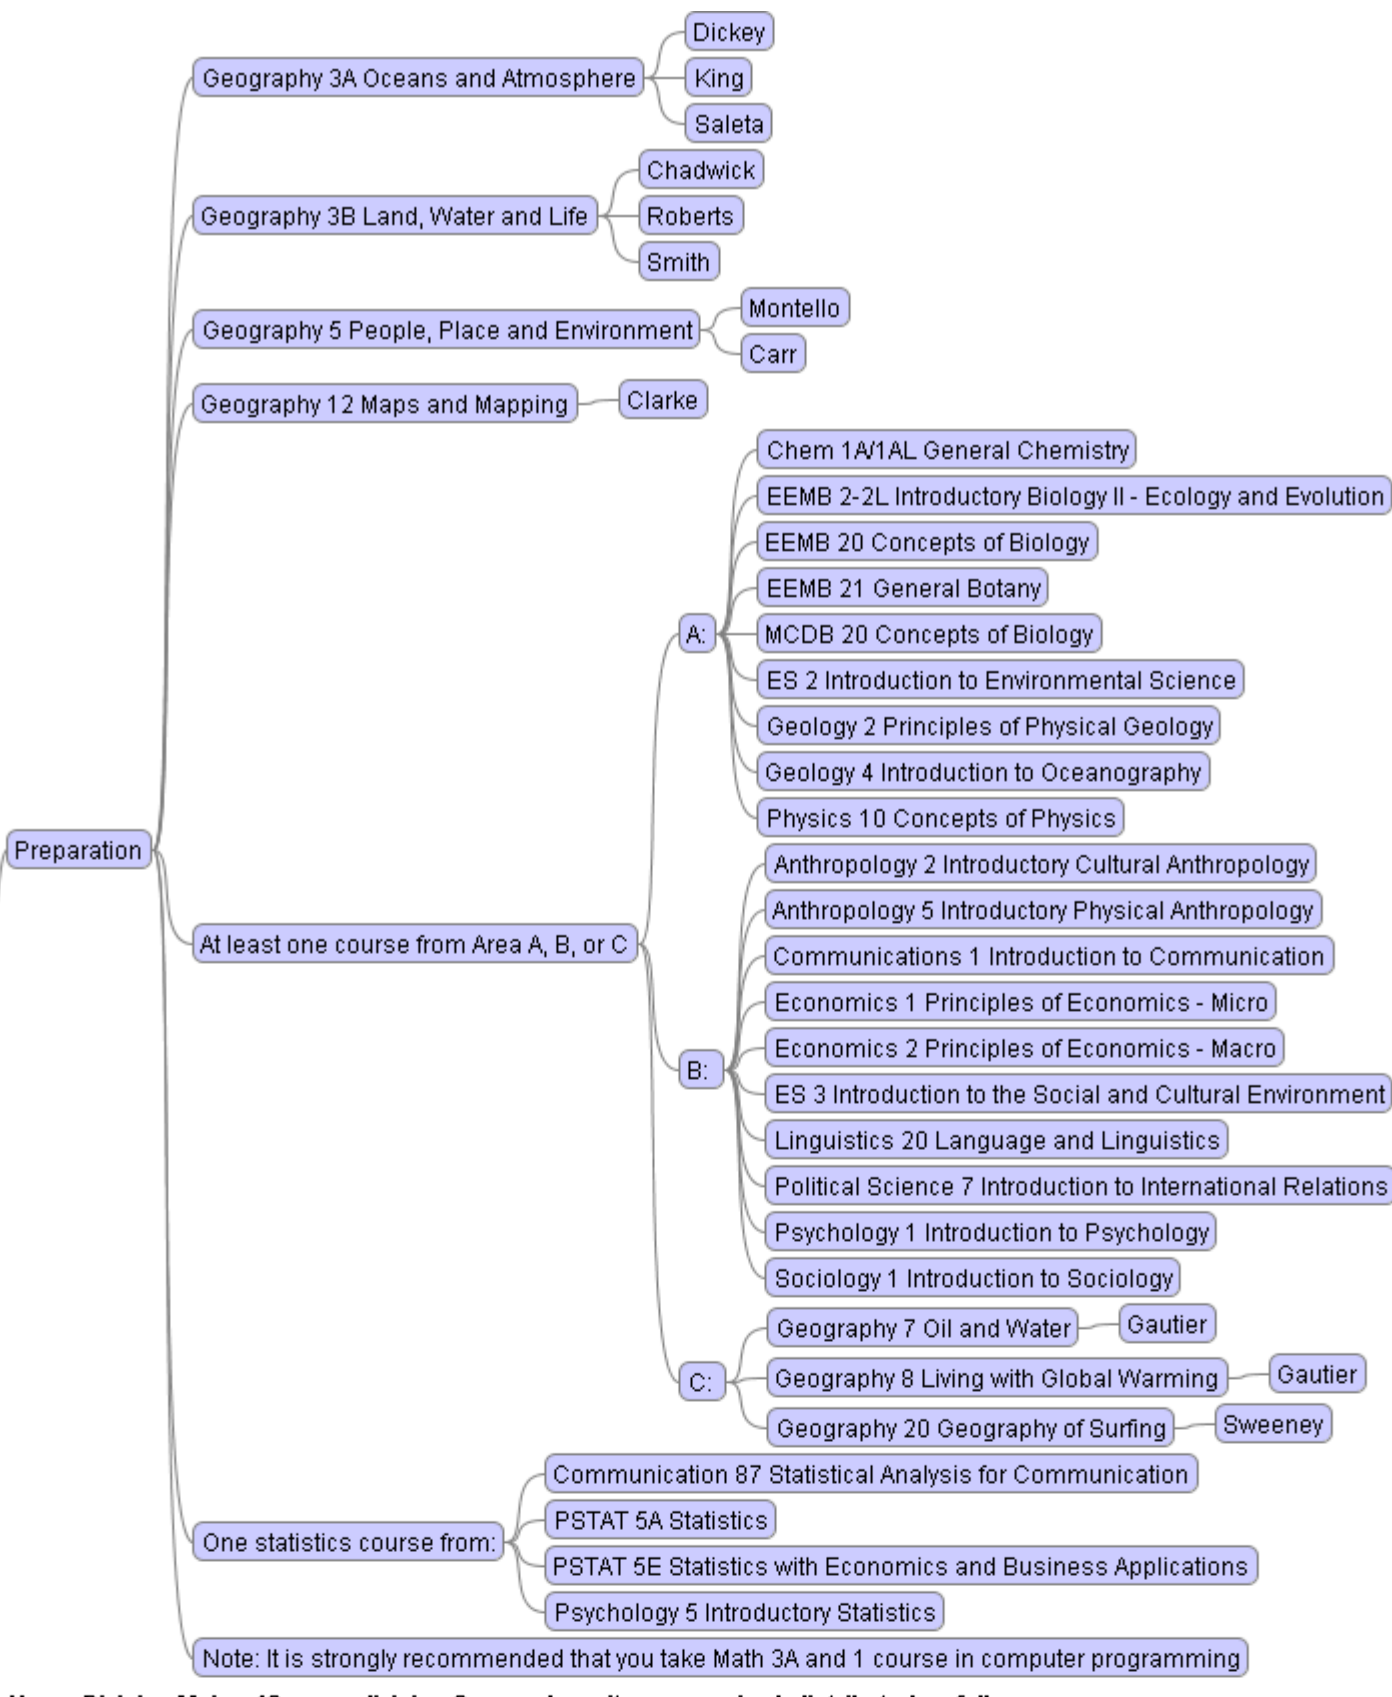 Preparation
Geography 3A Oceans and Atmosphere
Dickey
King
Saleta
Geography 3B Land, Water and Life
Chadwick
Roberts
Smith
Geography 5 People, Place and Environment
Montello
Carr
Geography 12 Maps and Mapping
Clarke
At least one course from Area A, B, or C
A:
Chem 1A/1AL General Chemistry
EEMB 2-2L Introductory Biology II - Ecology and Evolution
EEMB 20 Concepts of Biology
EEMB 21 General Botany
MCDB 20 Concepts of Biology
ES 2 Introduction to Environmental Science
Geology 2 Principles of Physical Geology
Geology 4 Introduction to Oceanography
Physics 10 Concepts of Physics
B:
Anthropology 2 Introductory Cultural Anthropology
Anthropology 5 Introductory Physical Anthropology
Communications 1 Introduction to Communication
Economics 1 Principles of Economics - Micro
Economics 2 Principles of Economics - Macro
ES 3 Introduction to the Social and Cultural Environment
Linguistics 20 Language and Linguistics
Political Science 7 Introduction to International Relations
Psychology 1 Introduction to Psychology
Sociology 1 Introduction to Sociology
C:
Geography 7 Oil and Water
Gautier
Geography 8 Living with Global Warming
Gautier
Geography 20 Geography of Surfing
Sweeney
One statistics course from:
Communication 87 Statistical Analysis for Communication
PSTAT 5A Statistics
PSTAT 5E Statistics with Economics and Business Applications
Psychology 5 Introductory Statistics
Note: It is strongly recommended that you take Math 3A and 1 course in computer programming